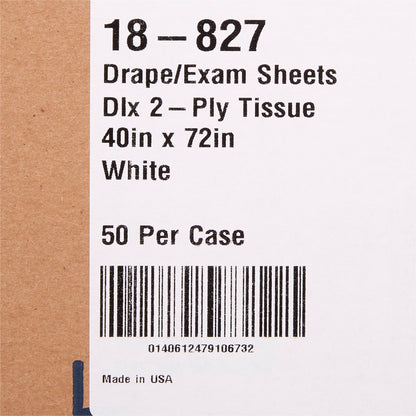 18-827
Drape/Exam Sheets
Dlx 2-Ply Tissue
40in x 72in
White
50 Per Case
0140612479106732
Made in USA